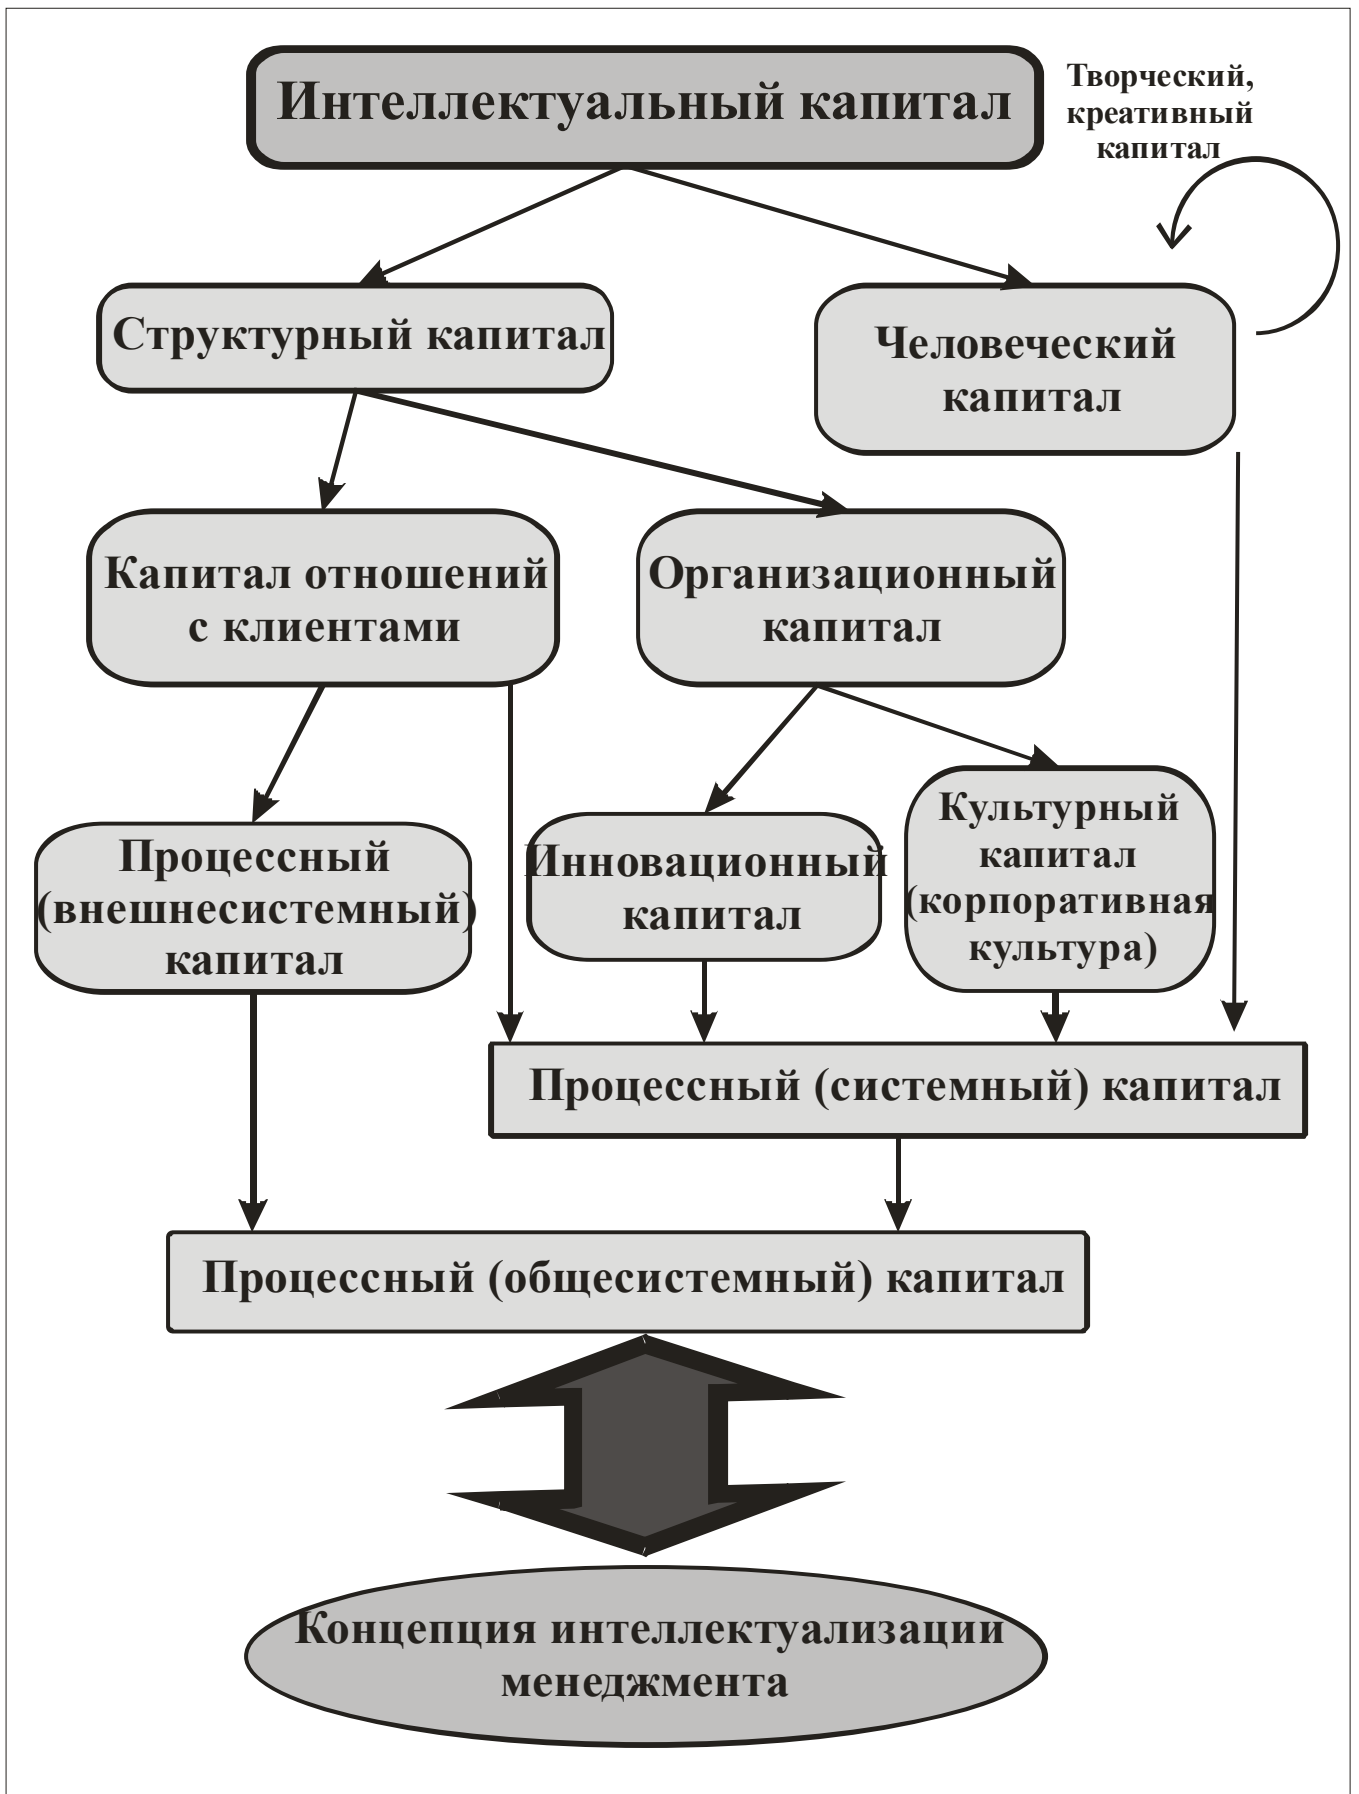 Интеллектуальный капитал
Творческий,
креативный
капитал
Структурный капитал
Человеческий
капитал
Капитал отношений
с клиентами
Организационный
капитал
Процессный
(внешнесистемный)
капитал
Инновационный
капитал
Культурный
капитал
(корпоративная
культура)
Процессный (системный) капитал
Процессный (общесистемный) капитал
Концепция интеллектуализации
менеджмента